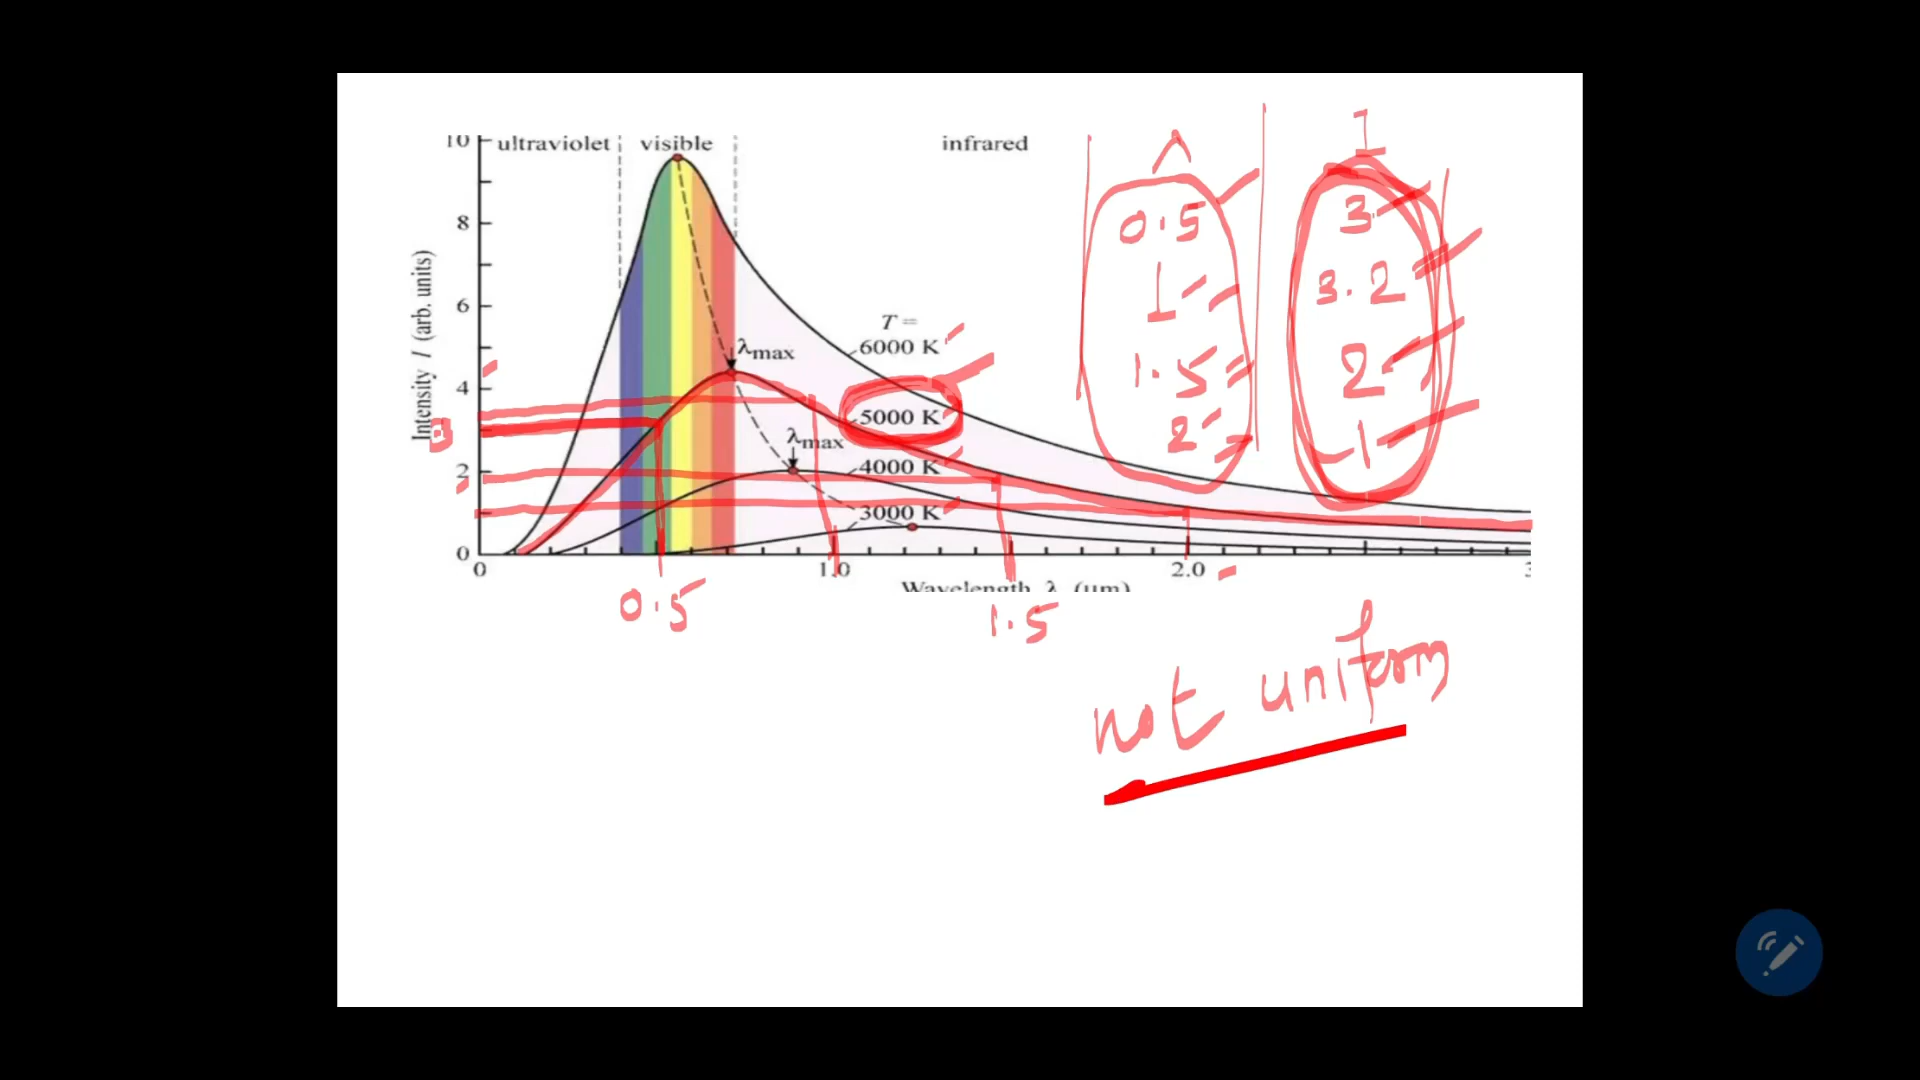 10 ultraviolet visible infrared
8
6
4
2
0
Intensity I (arb. units)
T =
6000 K
λmax
5000 K
λmax
4000 K
3000 K
0 1.0 2.0 3
Wavelength λ (μm)
λ I
0.5 3
1 3.2
1.5 2
2 1
3
0.5 1.5
not uniform